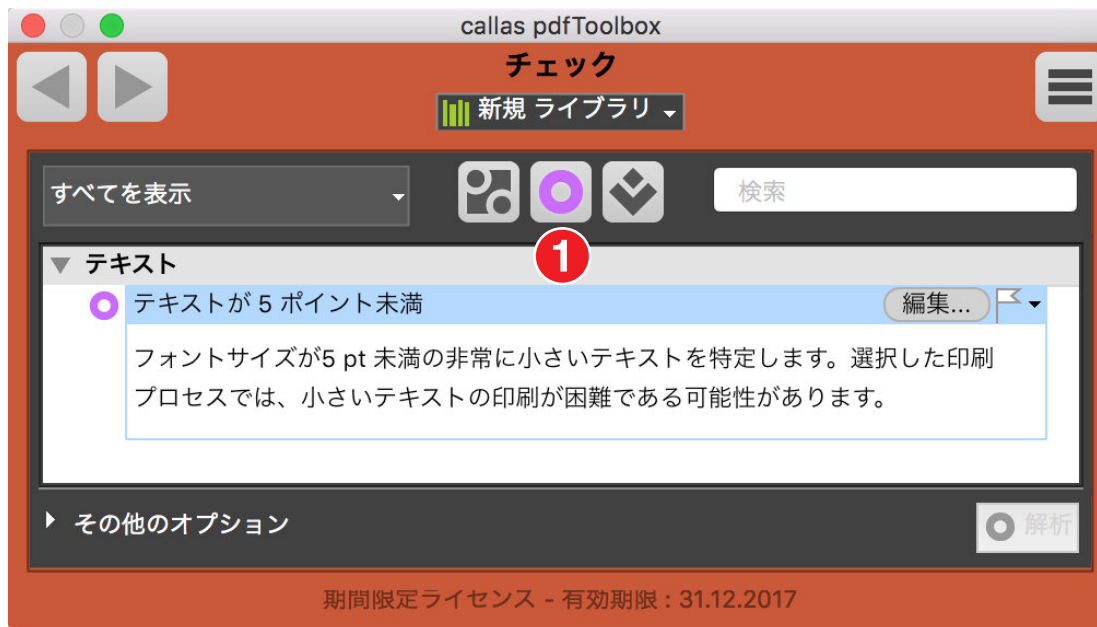 callas pdfToolbox
チェック
新規 ライブラリ
すべてを表示
検索
1
テキスト
テキストが 5 ポイント未満
編集...
フォントサイズが5 pt 未満の非常に小さいテキストを特定します。選択した印刷
プロセスでは、小さいテキストの印刷が困難である可能性があります。
その他のオプション
解析
期間限定ライセンス - 有効期限 : 31.12.2017